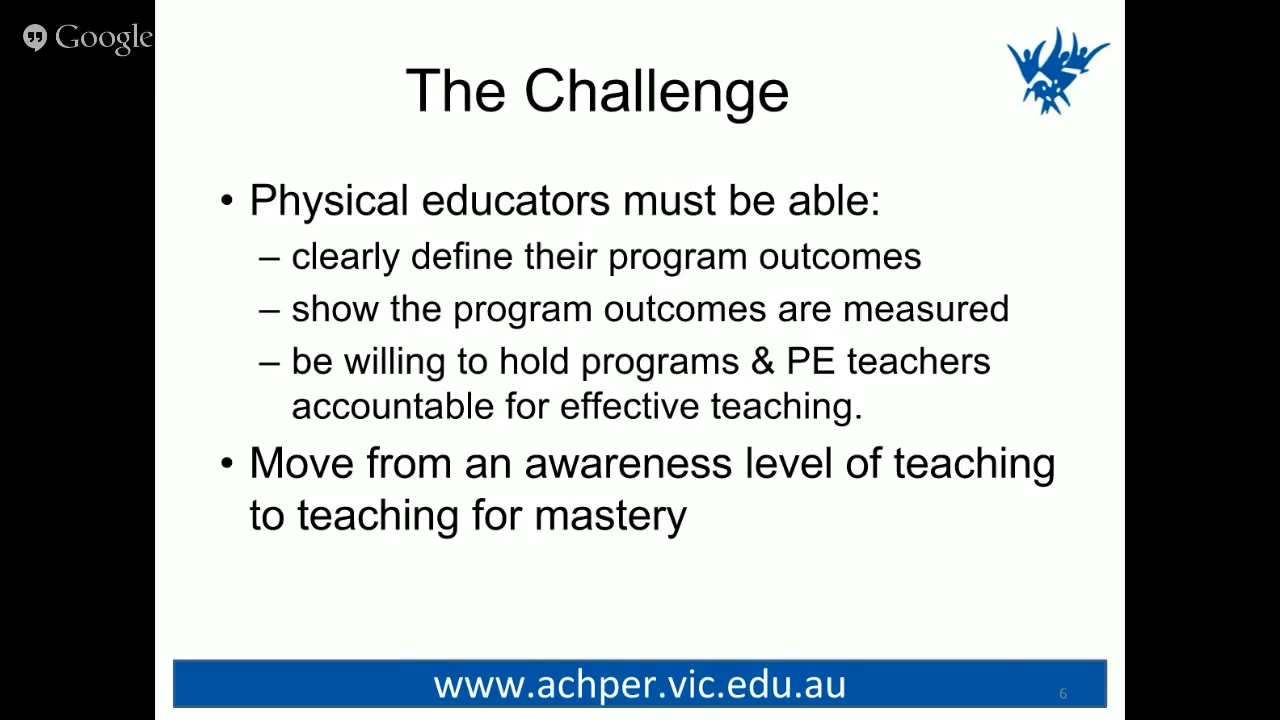 Google
The Challenge
• Physical educators must be able:
– clearly define their program outcomes
– show the program outcomes are measured
– be willing to hold programs & PE teachers
accountable for effective teaching.
• Move from an awareness level of teaching
to teaching for mastery
www.achper.vic.edu.au
6